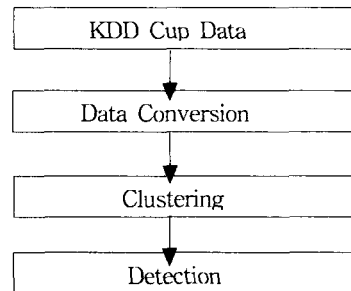 KDD Cup Data
Data Conversion
Clustering
Detection